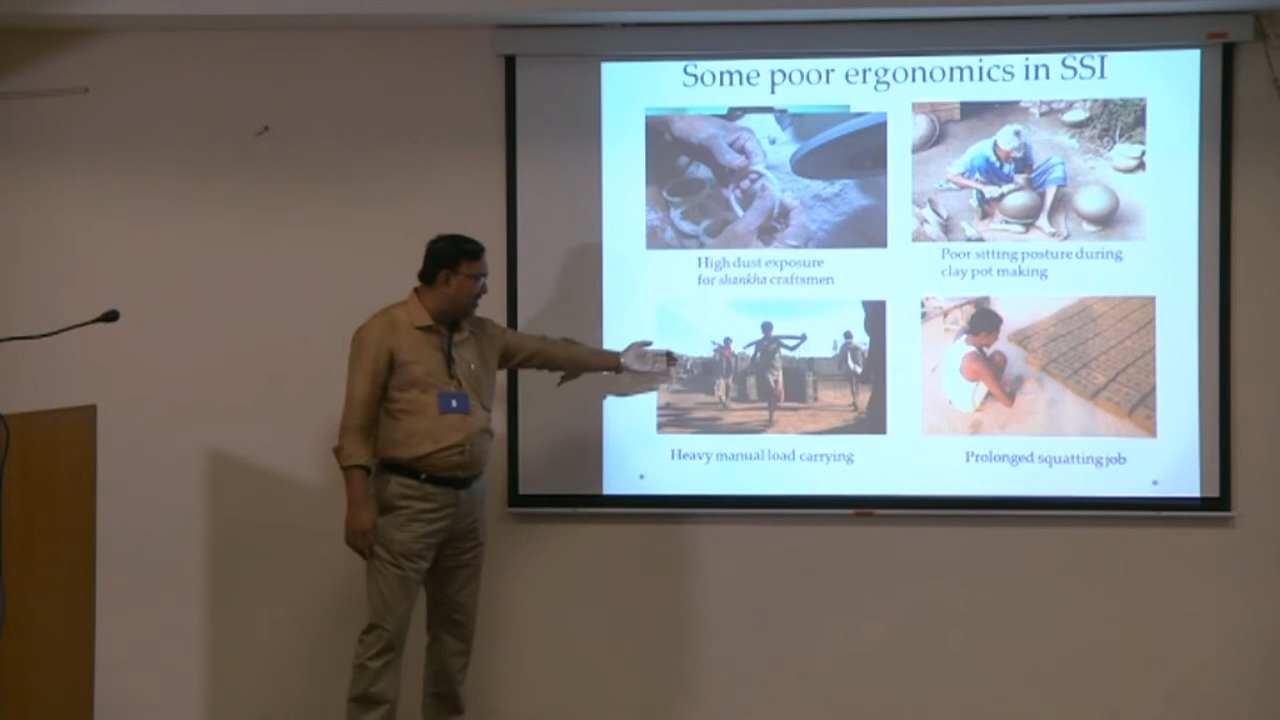 Some poor ergonomics in SSI
High dust exposure
for shankha craftsmen
Poor sitting posture during
clay pot making
Heavy manual load carrying
Prolonged squatting job